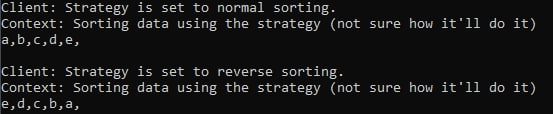 Client: Strategy is set to normal sorting.
Context: Sorting data using the strategy (not sure how it'll do it)
a,b,c,d,e,
Client: Strategy is set to reverse sorting.
Context: Sorting data using the strategy (not sure how it'll do it)
e,d,c,b,a,